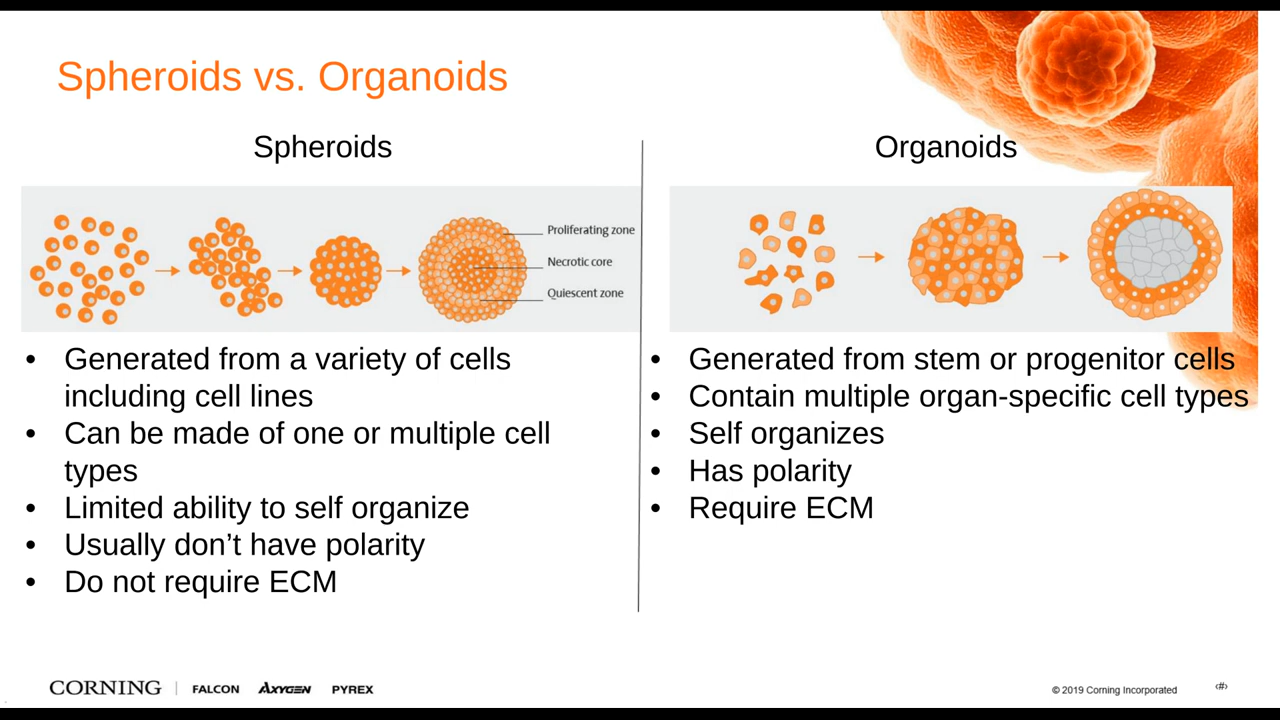 Spheroids vs. Organoids
Spheroids
Proliferating zone
Necrotic core
Quiescent zone
• Generated from a variety of cells
including cell lines
• Can be made of one or multiple cell
types
• Limited ability to self organize
• Usually don’t have polarity
• Do not require ECM
Organoids
• Generated from stem or progenitor cells
• Contain multiple organ-specific cell types
• Self organizes
• Has polarity
• Require ECM
CORNING | FALCON AXYGEN PYREX
© 2019 Corning Incorporated ‹#›